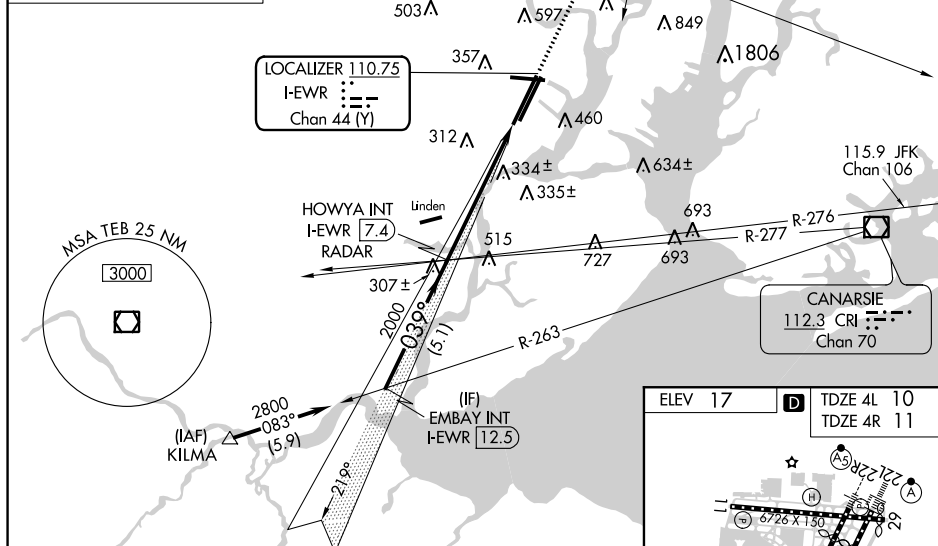 503
597
849
1806
LOCALIZER 110.75
I-EWR
Chan 44 (Y)
357
460
312
334 ±
634 ±
335 ±
115.9 JFK
Chan 106
HOWYA INT
I-EWR 7.4
RADAR
Linden
693
R-276
R-277
515
727
693
MSA TEB 25 NM
3000
307 ±
2000
039°
(5.1)
R-263
CANARSIE
112.3 CRI
Chan 70
2800
083°
(5.9)
(IAF)
KILMA
(IF)
EMBAY INT
I-EWR 12.5
219°
ELEV 17
D
TDZE 4L 10
TDZE 4R 11
A5
22R
22L
A
H
P
P
11
6726 X 150
29